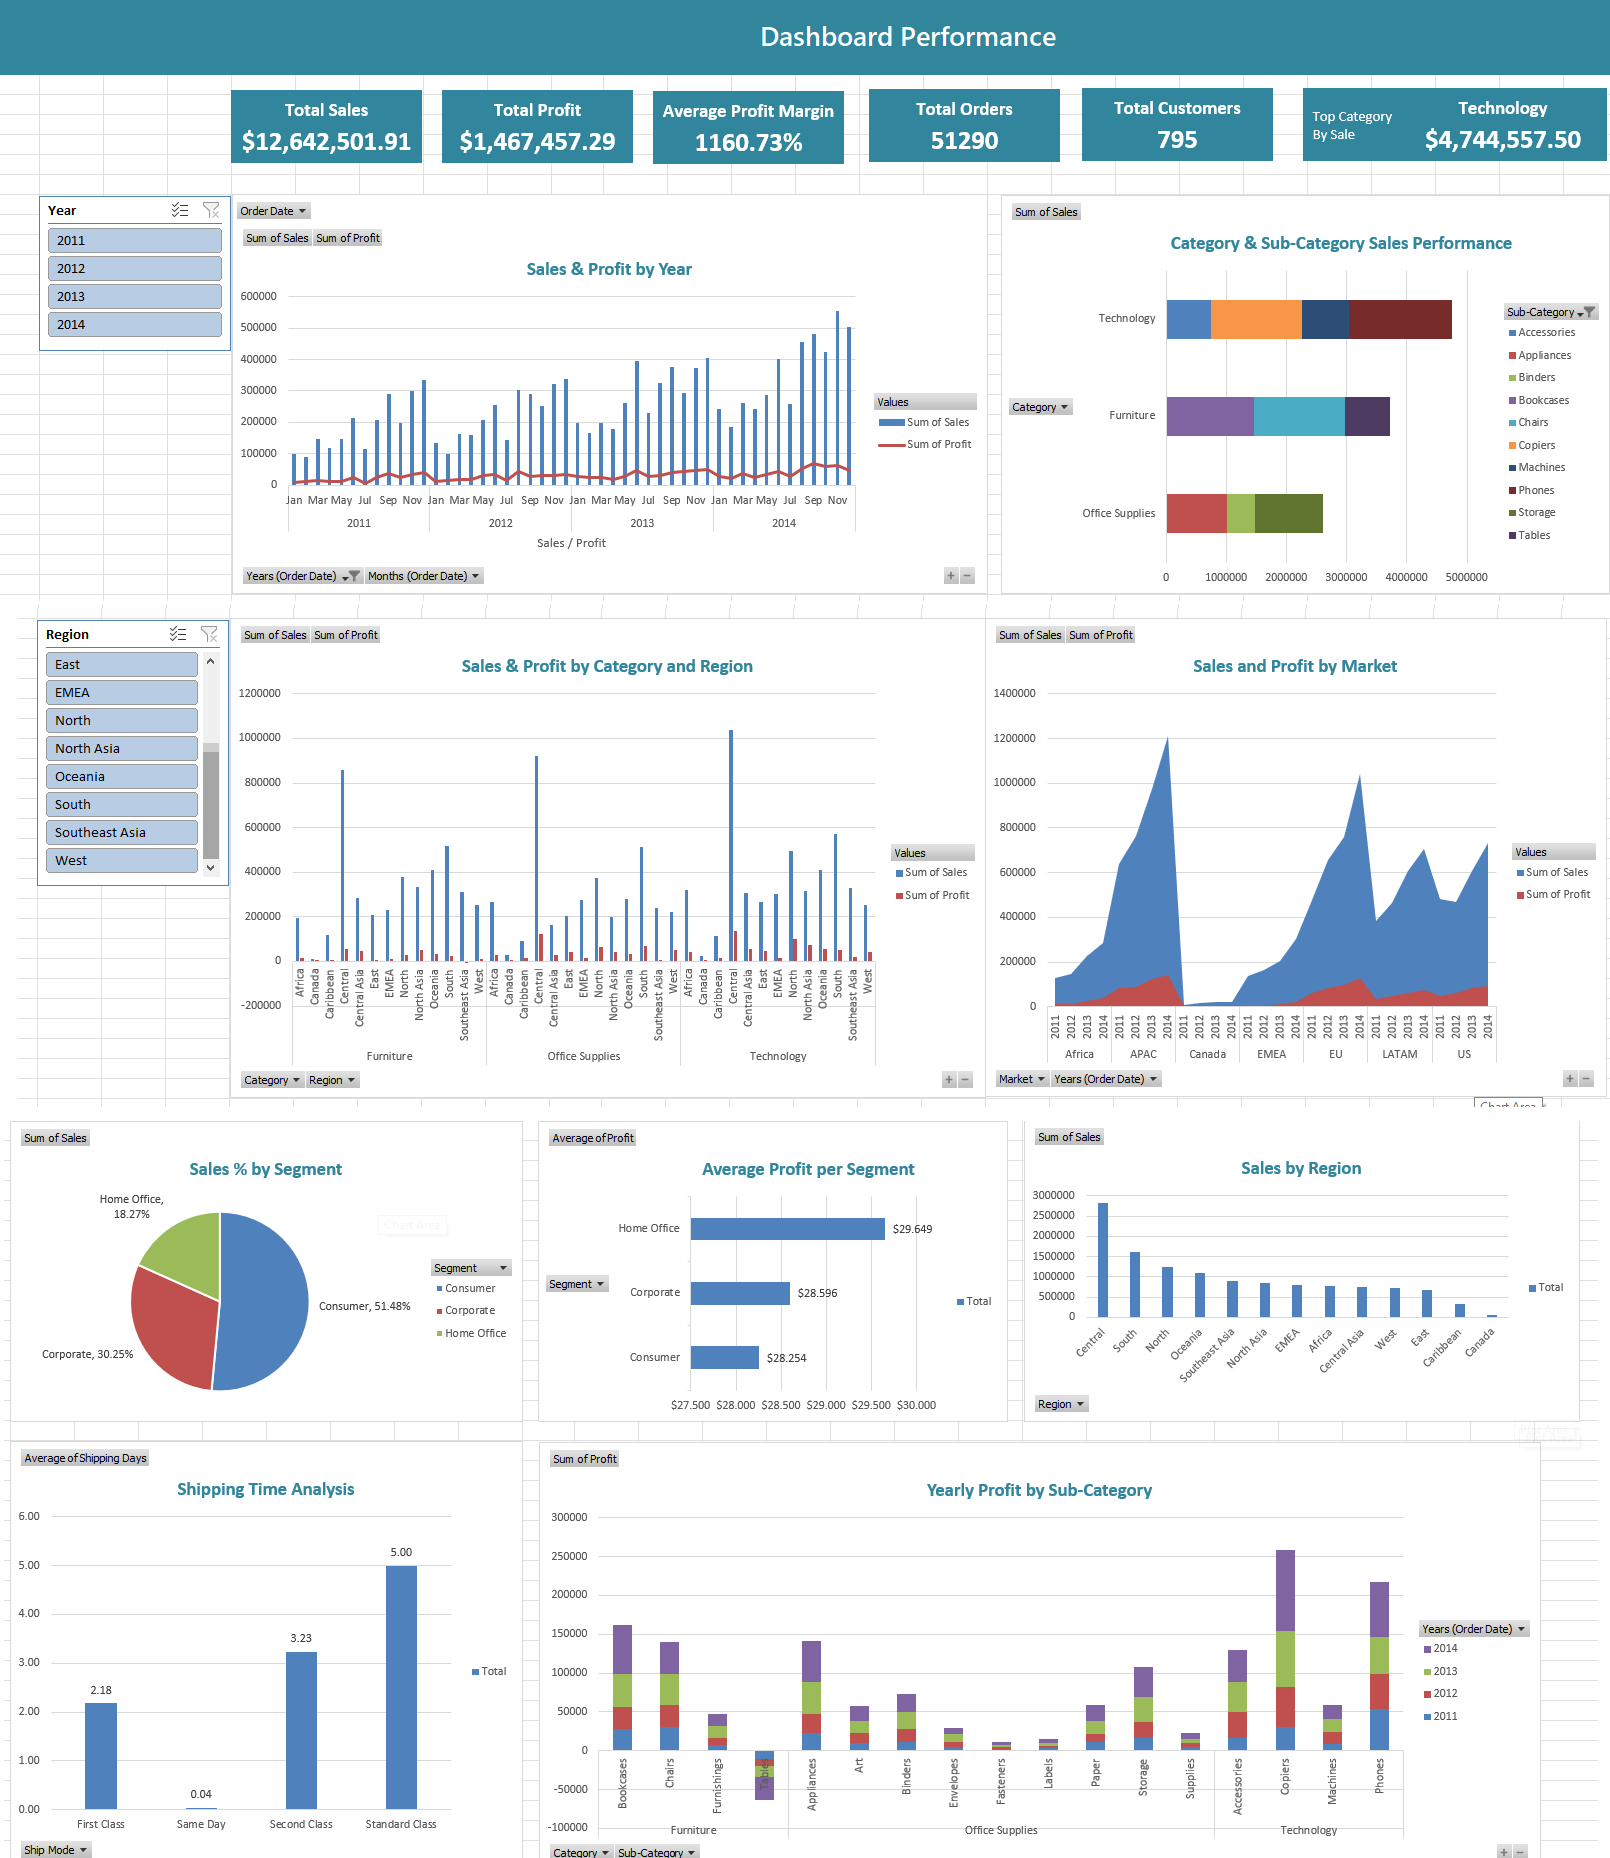 Dashboard Performance
Total Sales
$12,642,501.91
Total Profit
$1,467,457.29
Average Profit Margin
1160.73%
Total Orders
51290
Total Customers
795
Top Category
By Sale
Technology
$4,744,557.50
Year
2011
2012
2013
2014
Order Date
Sum of Sales Sum of Profit
Sales & Profit by Year
600000
500000
400000
300000
200000
100000
0
Jan Mar May Jul Sep Nov Jan Mar May Jul Sep Nov Jan Mar May Jul Sep Nov Jan Mar May Jul Sep Nov
2011 2012 2013 2014
Sales / Profit
Values
Sum of Sales
Sum of Profit
Years (Order Date) Months (Order Date)
+ −
Sum of Sales
Category & Sub-Category Sales Performance
Category
Technology
Furniture
Office Supplies
0 1000000 2000000 3000000 4000000 5000000
Sub-Category
Accessories
Appliances
Binders
Bookcases
Chairs
Copiers
Machines
Phones
Storage
Tables
Region
East
EMEA
North
North Asia
Oceania
South
Southeast Asia
West
Sum of Sales Sum of Profit
Sales & Profit by Category and Region
1200000
1000000
800000
600000
400000
200000
0
-200000
Africa Canada Caribbean Central Central Asia East EMEA North North Asia Oceania South Southeast Asia West Africa Canada Caribbean Central Central Asia East EMEA North North Asia Oceania South Southeast Asia West Africa Canada Caribbean Central Central Asia East EMEA North North Asia Oceania South Southeast Asia West
Furniture Office Supplies Technology
Values
Sum of Sales
Sum of Profit
Category Region
+ −
Sum of Sales Sum of Profit
Sales and Profit by Market
1400000
1200000
1000000
800000
600000
400000
200000
0
2011 2012 2013 2014 2011 2012 2013 2014 2011 2012 2013 2014 2011 2012 2013 2014 2011 2012 2013 2014 2011 2012 2013 2014 2011 2012 2013 2014
Africa APAC Canada EMEA EU LATAM US
Values
Sum of Sales
Sum of Profit
Market Years (Order Date)
+ −
Chart Area
Sum of Sales
Sales % by Segment
Home Office,
18.27%
Consumer, 51.48%
Corporate, 30.25%
Chart Area
Segment
Consumer
Corporate
Home Office
Average of Profit
Average Profit per Segment
Segment
Home Office $29.649
Corporate $28.596
Consumer $28.254
$27.500 $28.000 $28.500 $29.000 $29.500 $30.000
Total
Sum of Sales
Sales by Region
3000000
2500000
2000000
1500000
1000000
500000
0
Central South North Oceania Southeast Asia North Asia EMEA Africa Central Asia West East Caribbean Canada
Total
Region
Average of Shipping Days
Shipping Time Analysis
6.00
5.00
4.00
3.00
2.00
1.00
0.00
2.18
0.04
3.23
5.00
First Class Same Day Second Class Standard Class
Total
Ship Mode
Sum of Profit
Yearly Profit by Sub-Category
300000
250000
200000
150000
100000
50000
0
-50000
-100000
Bookcases Chairs Furnishings Tables Appliances Art Binders Envelopes Fasteners Labels Paper Storage Supplies Accessories Copiers Machines Phones
Furniture Office Supplies Technology
Years (Order Date)
2014
2013
2012
2011
Category Sub-Category
+ −